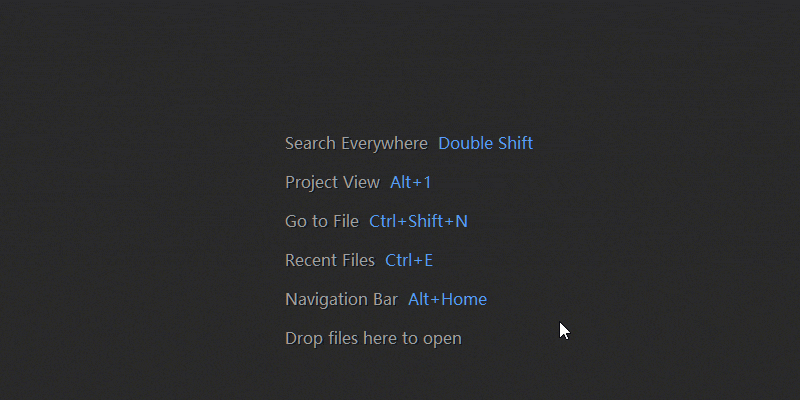 Search Everywhere Double Shift
Project View Alt+1
Go to File Ctrl+Shift+N
Recent Files Ctrl+E
Navigation Bar Alt+Home
Drop files here to open